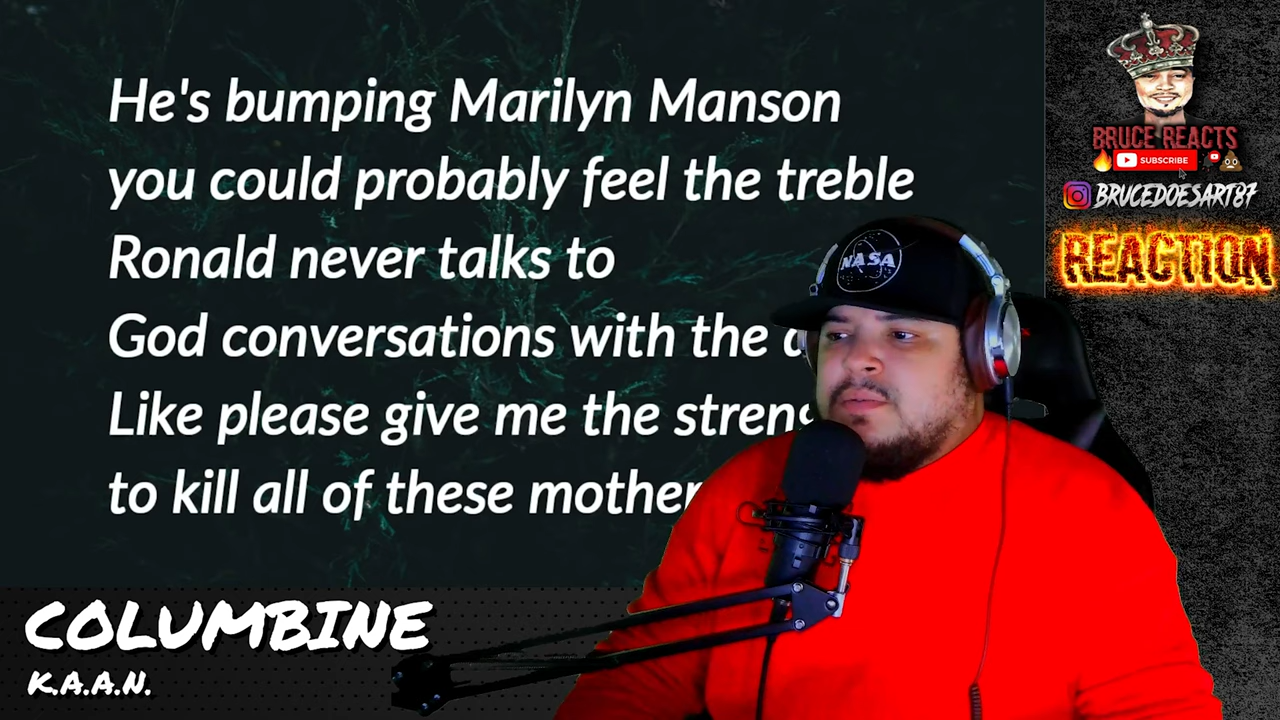 He's bumping Marilyn Manson
you could probably feel the treble
Ronald never talks to
God conversations with the
Like please give me the
to kill all of these
COLUMBINE
K.A.A.N.
NASA
BRUCE REACTS
SUBSCRIBE
BRUCEDOESART87
REACTION